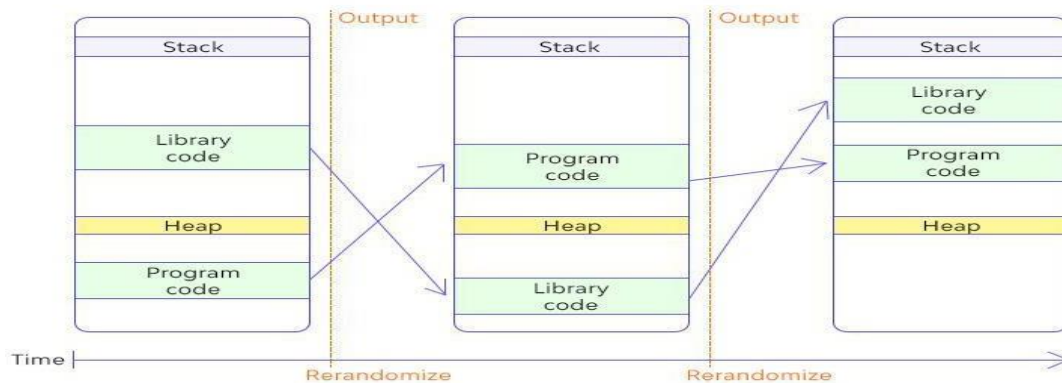 Output
Output
Stack
Library
code
Heap
Program
code
Stack
Program
code
Heap
Library
code
Stack
Library
code
Program
code
Heap
Time
Rerandomize
Rerandomize